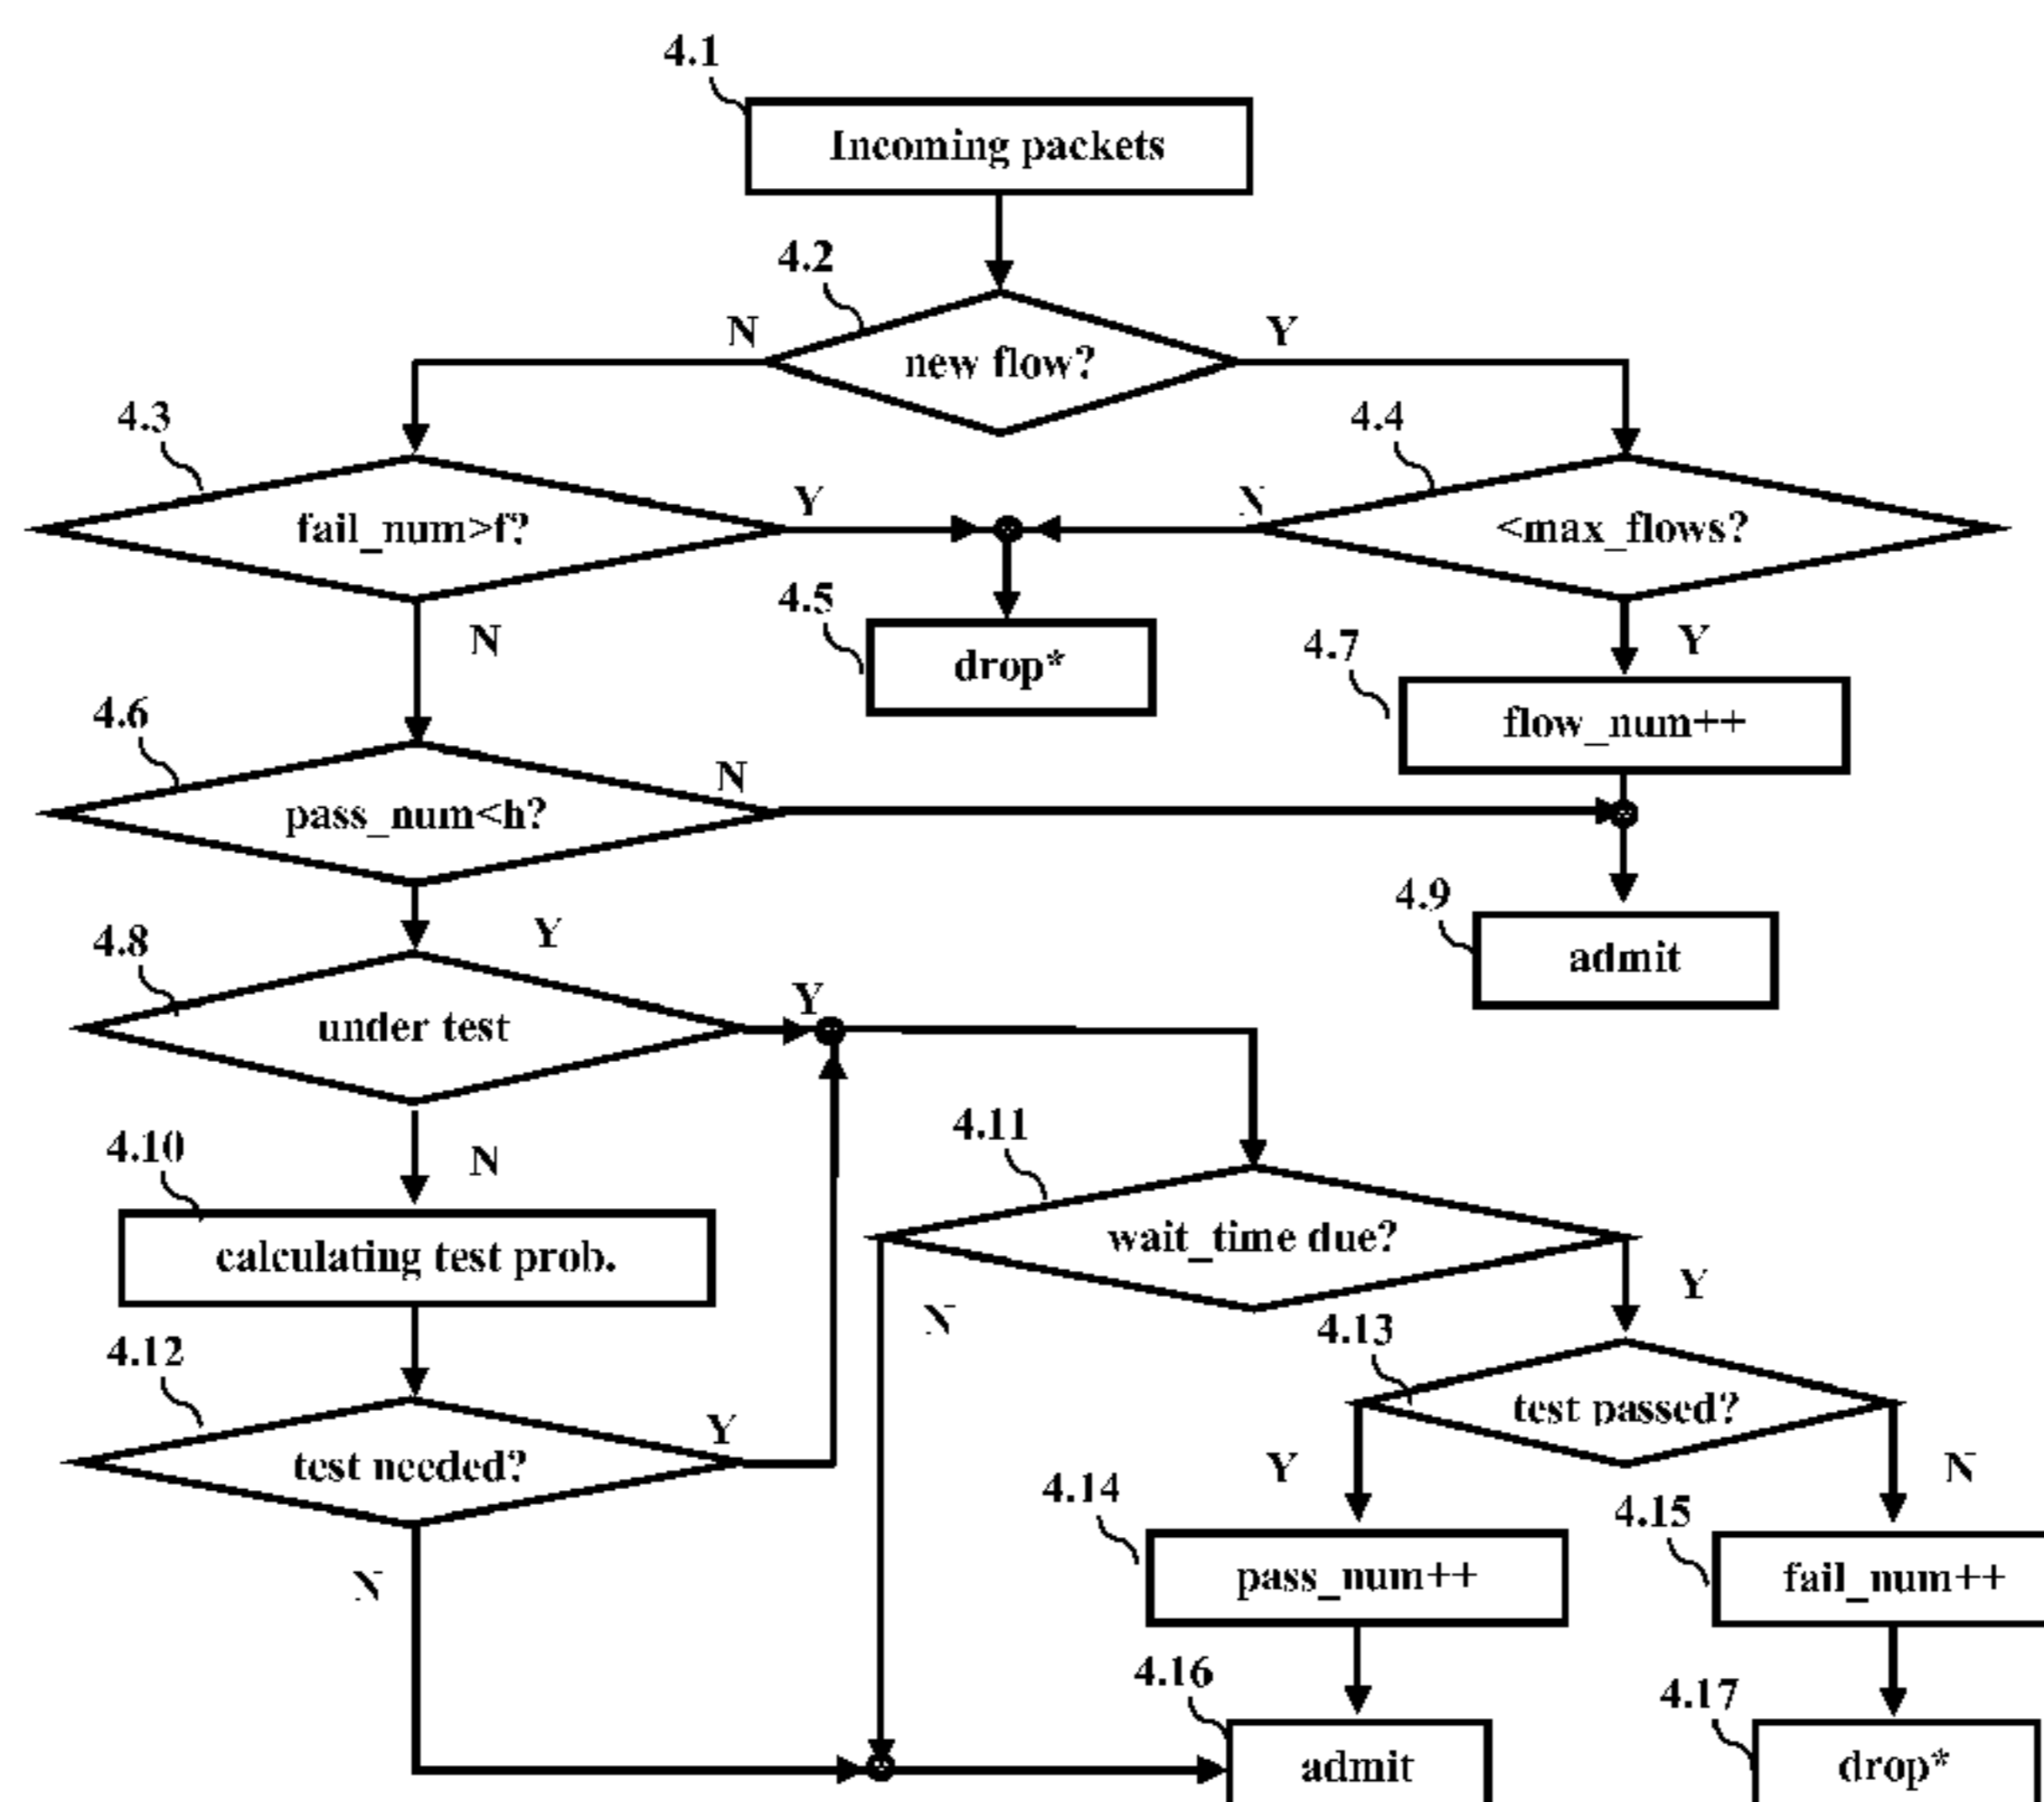 4.1
Incoming packets
4.2
N
Y
new flow?
4.3
4.4
Y
N
fail_num>f?
<max_flows?
4.5
N
drop*
Y
4.7
4.6
flow_num++
N
pass_num<h?
4.9
4.8
Y
admit
Y
under test
4.11
4.10
N
calculating test prob.
wait_time due?
Y
N
4.13
4.12
Y
test passed?
test needed?
Y
N
4.14
4.15
N
pass_num++
fail_num++
4.16
4.17
admit
drop*